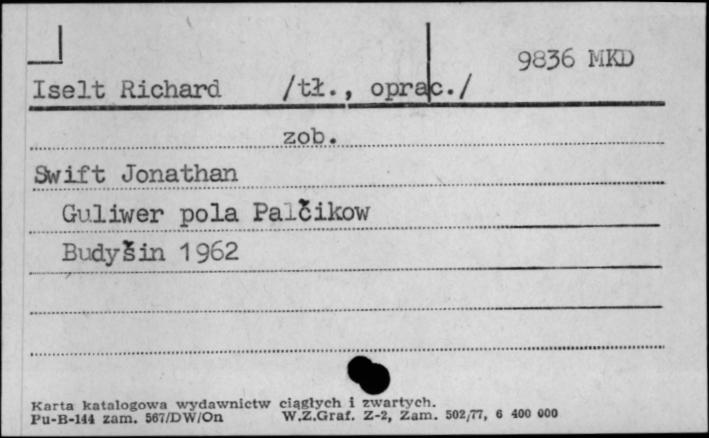 9836 MKD
Iselt Richard /tł., oprac./
zob.
Swift Jonathan
Guliwer pola Palčikow
Budyšin 1962
Karta katalogowa wydawnictw ciągłych i zwartych.
Pu-B-144 zam. 567/DW/On W.Z.Graf. Z-2, Zam. 502/77, 6 400 000